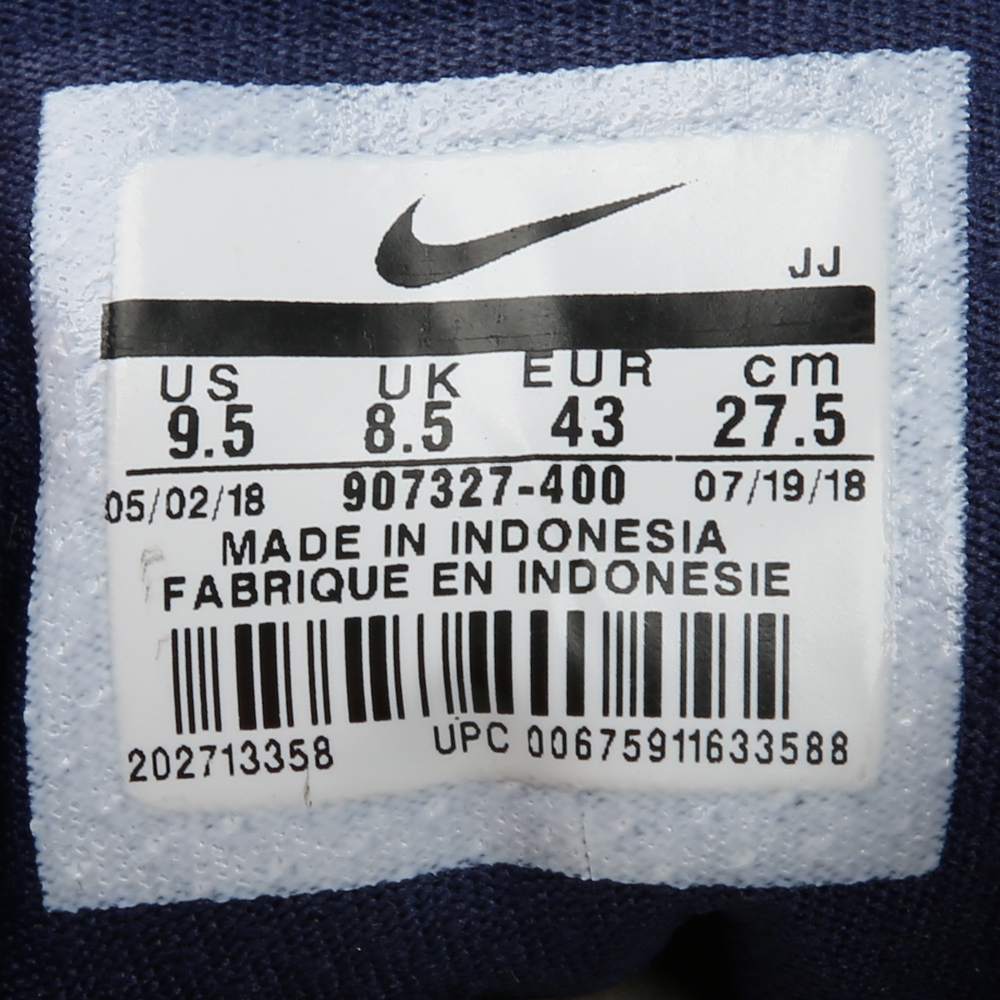 JJ
US UK EUR cm
9.5 8.5 43 27.5
05/02/18 907327-400 07/19/18
MADE IN INDONESIA
FABRIQUE EN INDONESIE
202713358 UPC 00675911633588